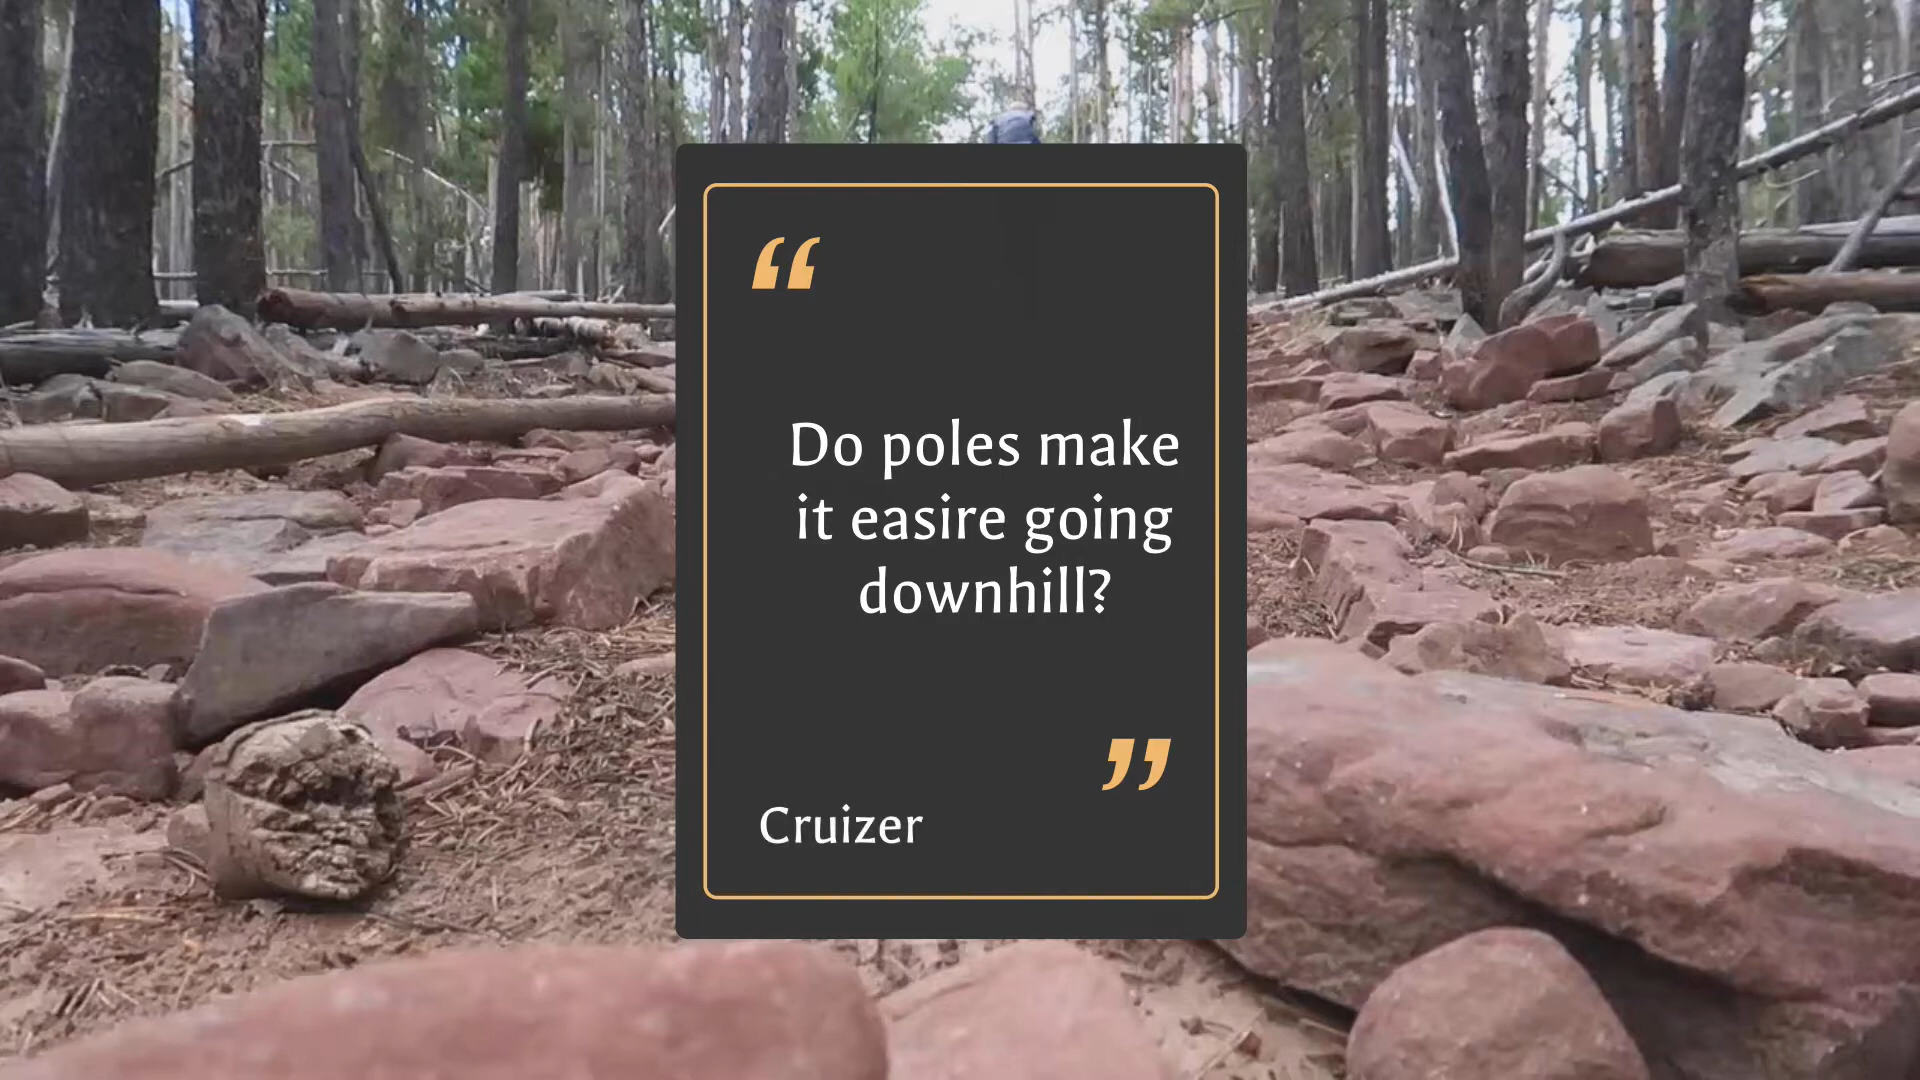 “
Do poles make
it easire going
downhill?
”
Cruizer